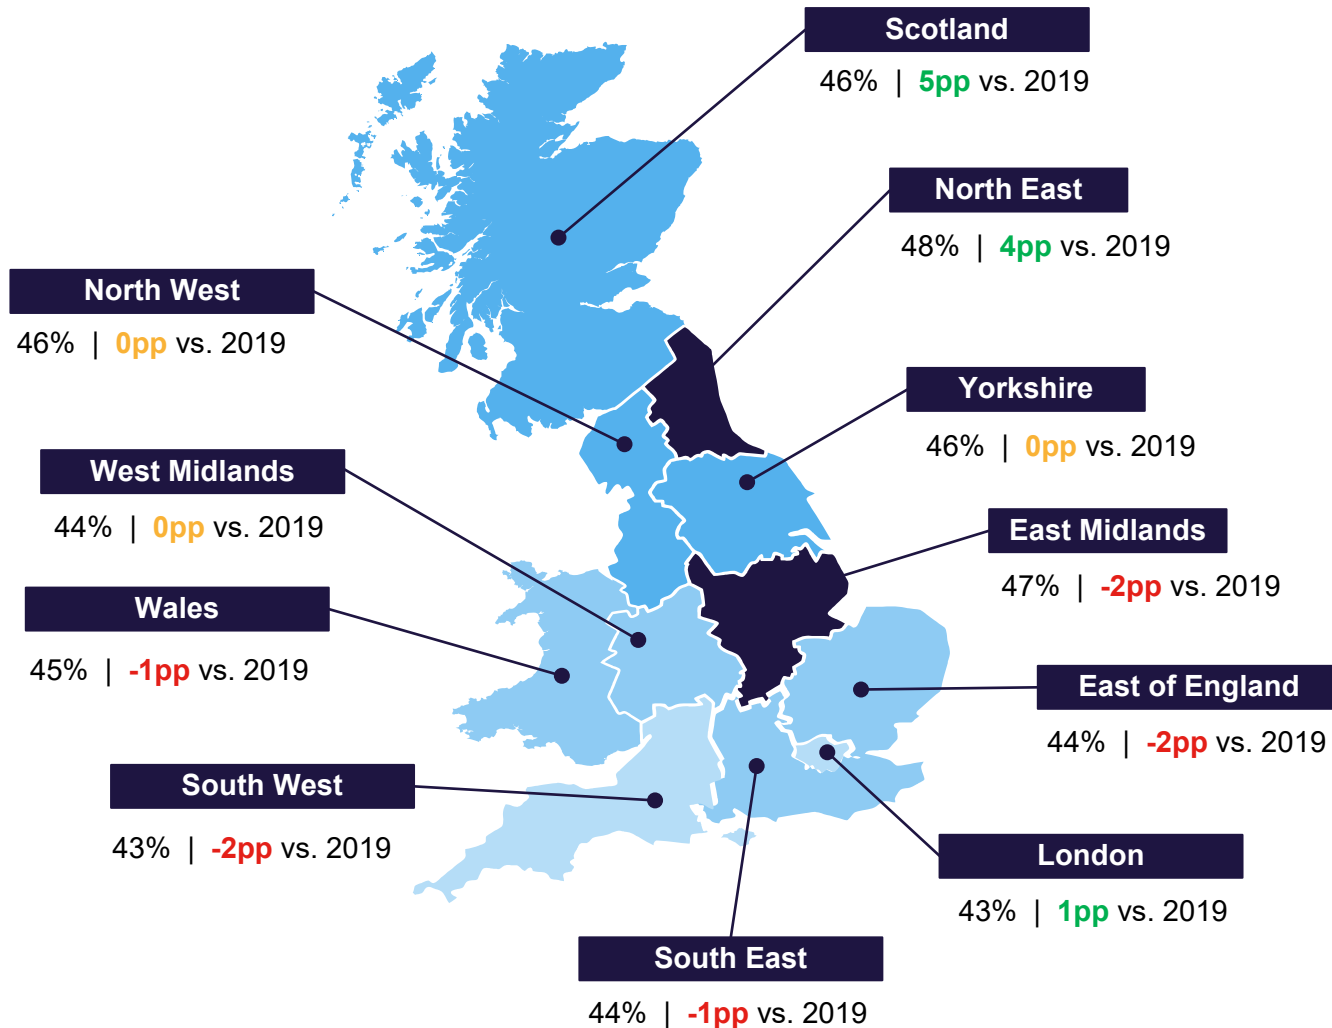 Scotland
46% | 5pp vs. 2019
North East
48% | 4pp vs. 2019
North West
46% | 0pp vs. 2019
Yorkshire
46% | 0pp vs. 2019
West Midlands
44% | 0pp vs. 2019
East Midlands
47% | -2pp vs. 2019
Wales
45% | -1pp vs. 2019
East of England
44% | -2pp vs. 2019
South West
43% | -2pp vs. 2019
London
43% | 1pp vs. 2019
South East
44% | -1pp vs. 2019